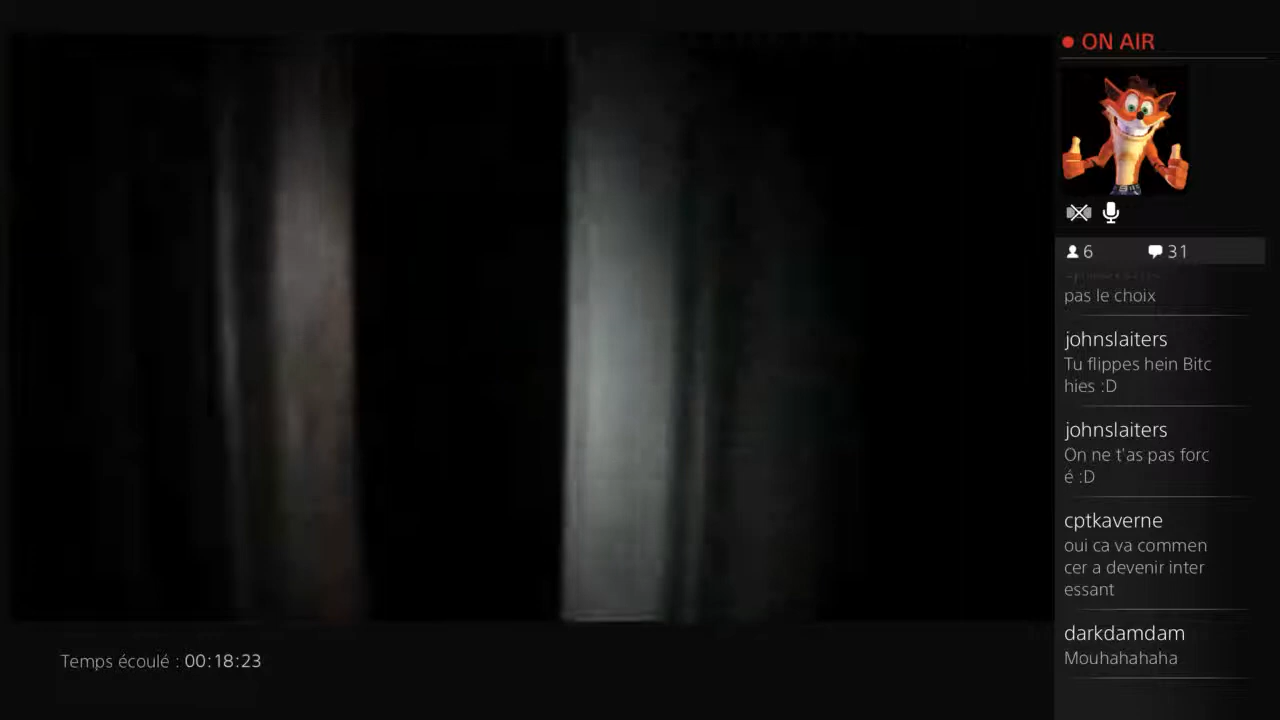 ON AIR
6 31
pas le choix
johnslaiters
Tu flippes hein Bitc
hies :D
johnslaiters
On ne t'as pas forc
é :D
cptkaverne
oui ca va commen
cer a devenir inter
essant
darkdamdam
Mouhahahaha
Temps écoulé : 00:18:23